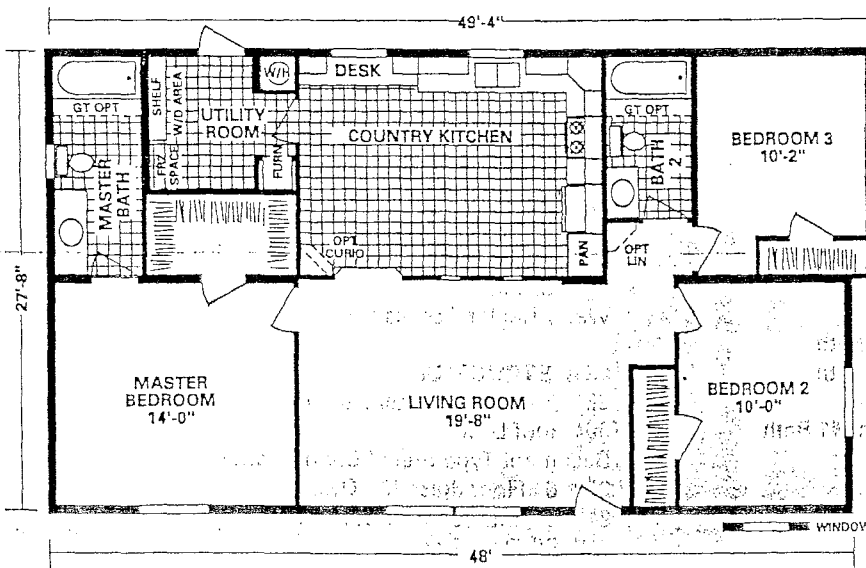 49'-4"
DESK
W/H
GT OPT
SHELF
W/D AREA
UTILITY
ROOM
FRZ
SPACE
FURN
COUNTRY KITCHEN
GT OPT
BATH
2
BEDROOM 3
10'-2"
MASTER
BATH
OPT
CURIO
PAN
OPT
LIN
27'-8"
MASTER
BEDROOM
14'-0"
LIVING ROOM
19'-8"
BEDROOM 2
10'-0"
WINDOW
48'